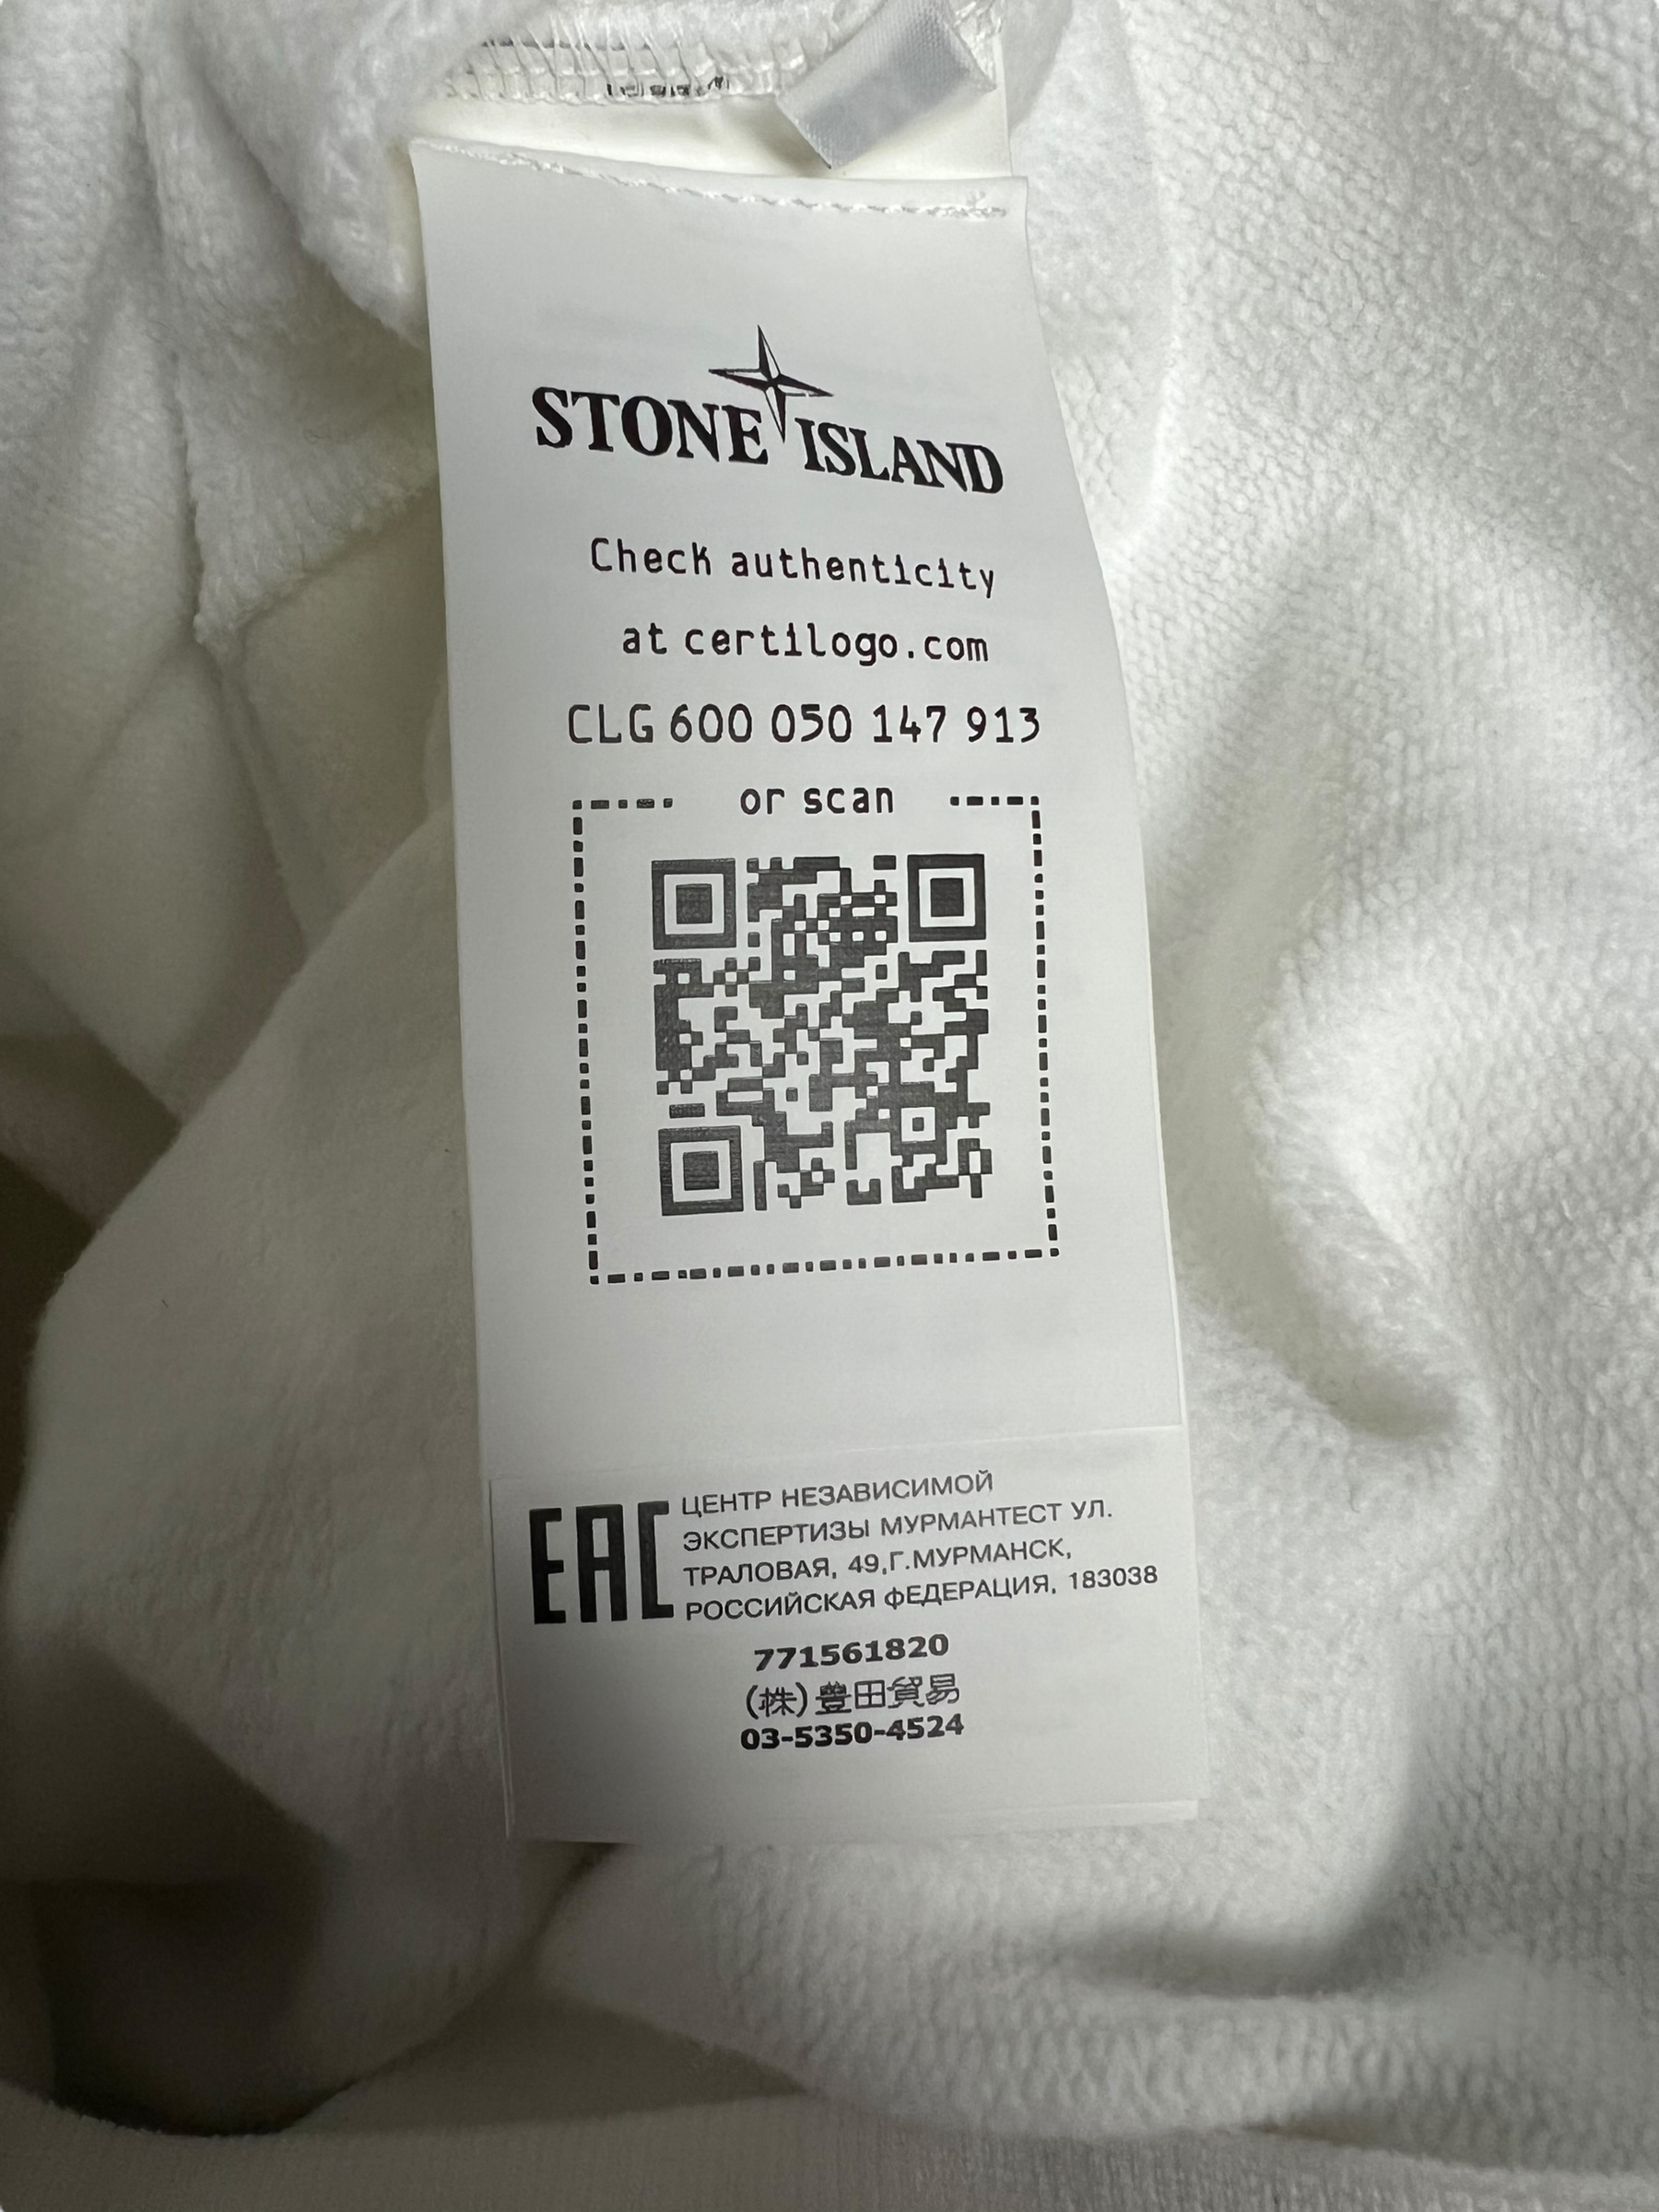 STONE ISLAND
Check authenticity
at certilogo.com
CLG 600 050 147 913
or scan
EAC
ЦЕНТР НЕЗАВИСИМОЙ
ЭКСПЕРТИЗЫ МУРМАНТЕСТ УЛ.
ТРАЛОВАЯ, 49,Г.МУРМАНСК,
РОССИЙСКАЯ ФЕДЕРАЦИЯ, 183038
771561820
(株)豊田貿易
03-5350-4524